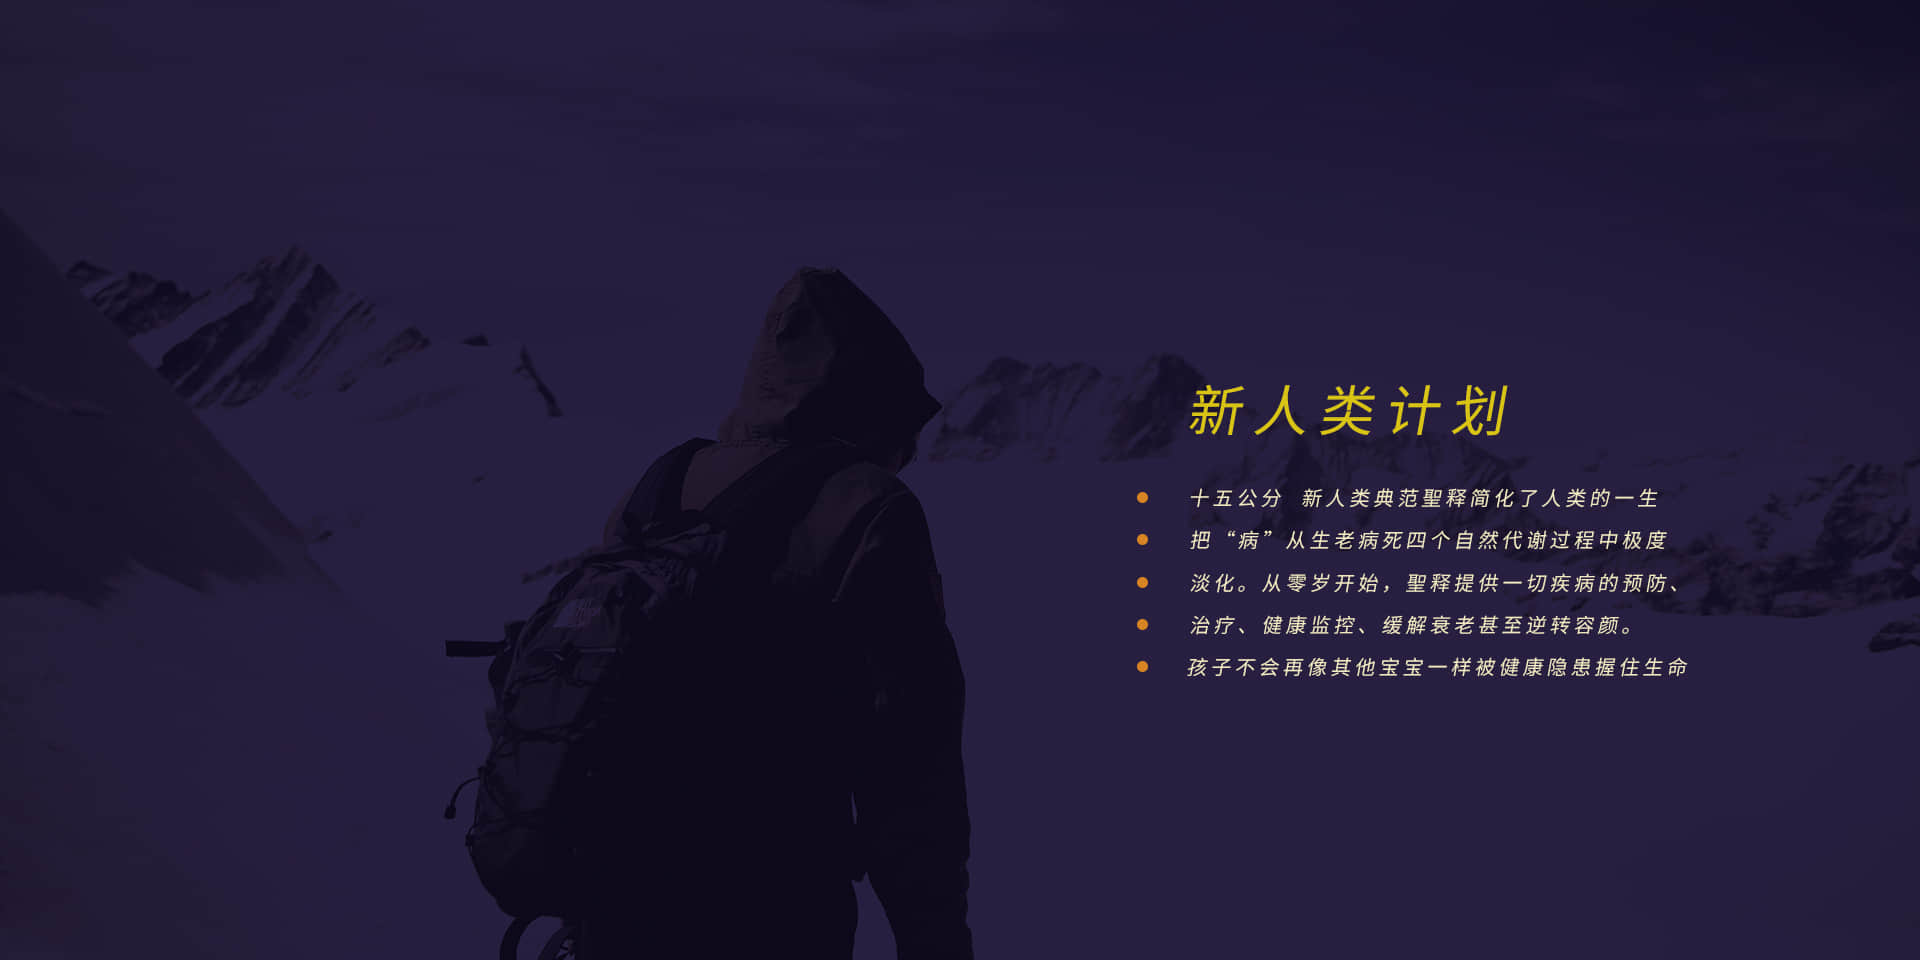 新人类计划
十五公分 新人类典范聖释简化了人类的一生
把“病”从生老病死四个自然代谢过程中极度
淡化。从零岁开始，聖释提供一切疾病的预防、
治疗、健康监控、缓解衰老甚至逆转容颜。
孩子不会再像其他宝宝一样被健康隐患握住生命